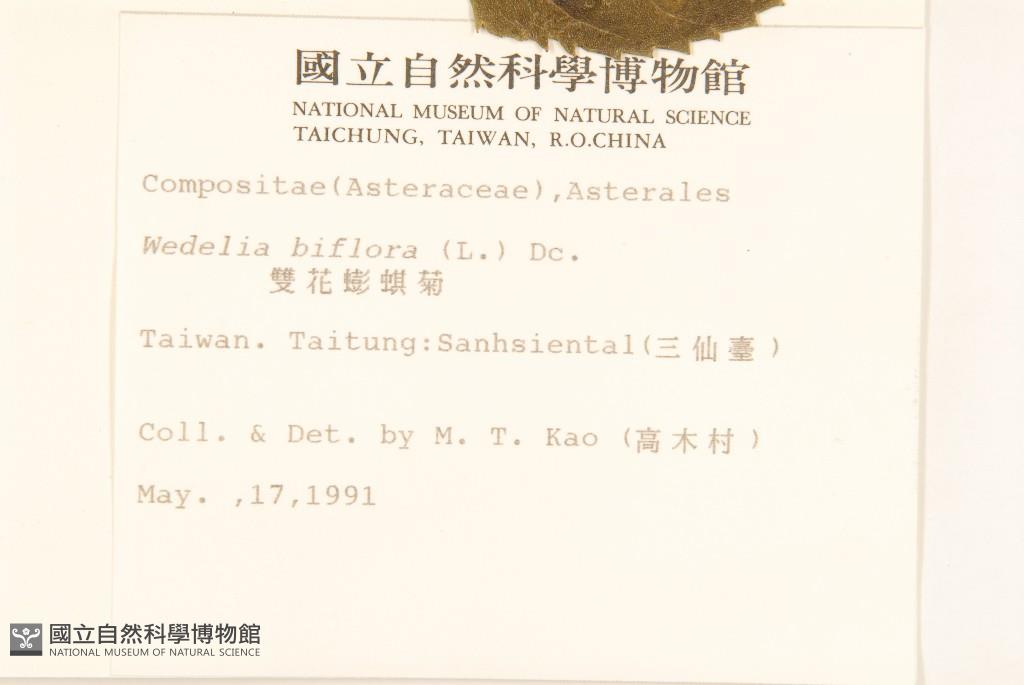 國立自然科學博物館
NATIONAL MUSEUM OF NATURAL SCIENCE
TAICHUNG, TAIWAN, R.O.CHINA
Compositae(Asteraceae),Asterales
Wedelia biflora (L.) Dc.
雙花蟛蜞菊
Taiwan. Taitung:Sanhsiental(三仙臺)
Coll. & Det. by M. T. Kao (高木村)
May. ,17,1991
國立自然科學博物館
NATIONAL MUSEUM OF NATURAL SCIENCE